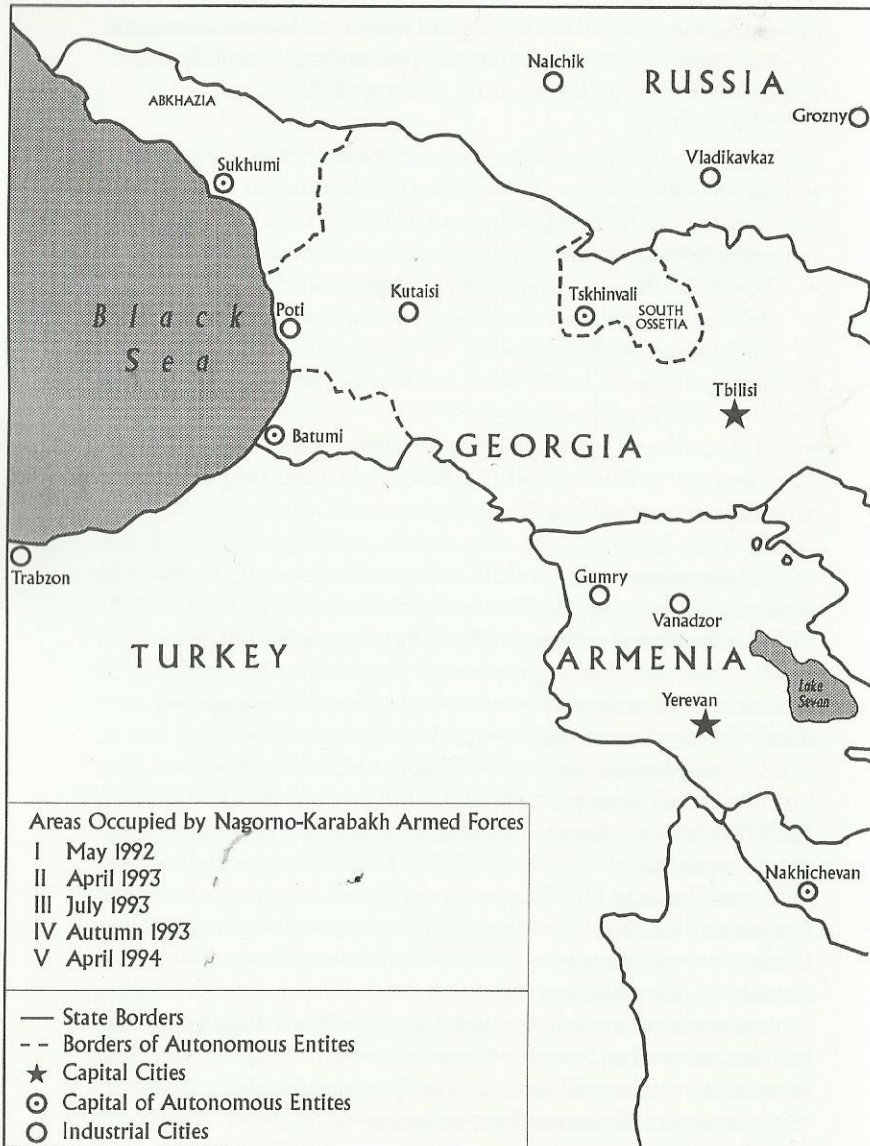 Nalchik
RUSSIA
ABKHAZIA
Grozny
Sukhumi
Vladikavkaz
Black
Sea
Poti
Kutaisi
Tskhinvali
SOUTH
OSSETIA
Tbilisi
Batumi
GEORGIA
Trabzon
Gumry
Vanadzor
TURKEY
ARMENIA
Lake
Sevan
Yerevan
Nakhichevan
Areas Occupied by Nagorno-Karabakh Armed Forces
I May 1992
II April 1993
III July 1993
IV Autumn 1993
V April 1994
State Borders
Borders of Autonomous Entites
Capital Cities
Capital of Autonomous Entites
Industrial Cities